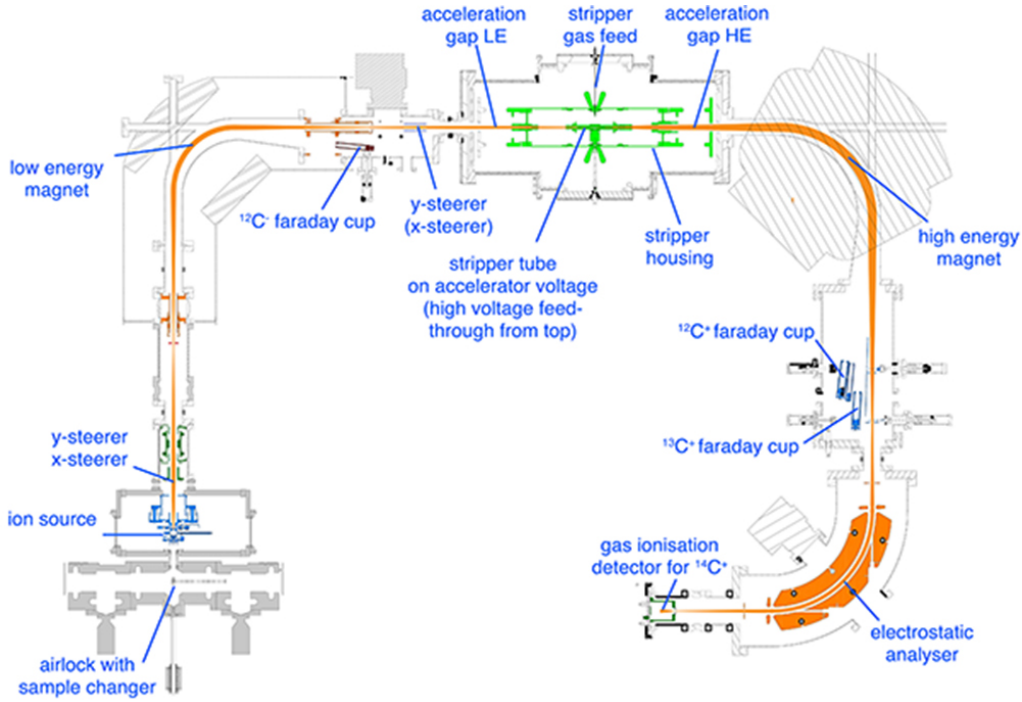 acceleration
gap LE
stripper
gas feed
acceleration
gap HE
low energy
magnet
¹²C⁻ faraday cup
y-steerer
(x-steerer)
stripper tube
on accelerator voltage
(high voltage feed-
through from top)
stripper
housing
high energy
magnet
¹²C⁺ faraday cup
¹³C⁺ faraday cup
y-steerer
x-steerer
ion source
gas ionisation
detector for ¹⁴C⁺
electrostatic
analyser
airlock with
sample changer